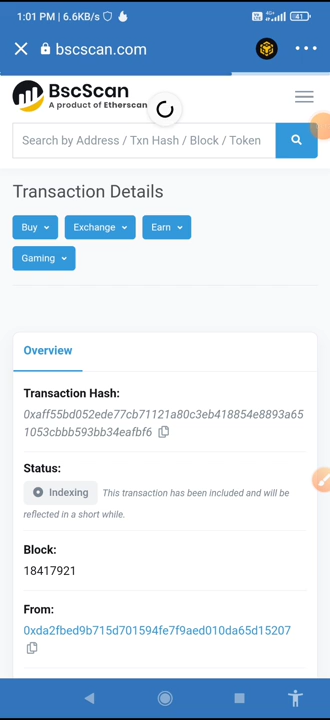 1:01 PM | 6.6KB/s
41
bscscan.com
BscScan
A product of Etherscan
Search by Address / Txn Hash / Block / Token
Transaction Details
Buy
Exchange
Earn
Gaming
Overview
Transaction Hash:
0xaff55bd052ede77cb71121a80c3eb418854e8893a65
1053cbbb593bb34eafbf6
Status:
Indexing This transaction has been included and will be
reflected in a short while.
Block:
18417921
From:
0xda2fbed9b715d701594fe7f9aed010da65d15207